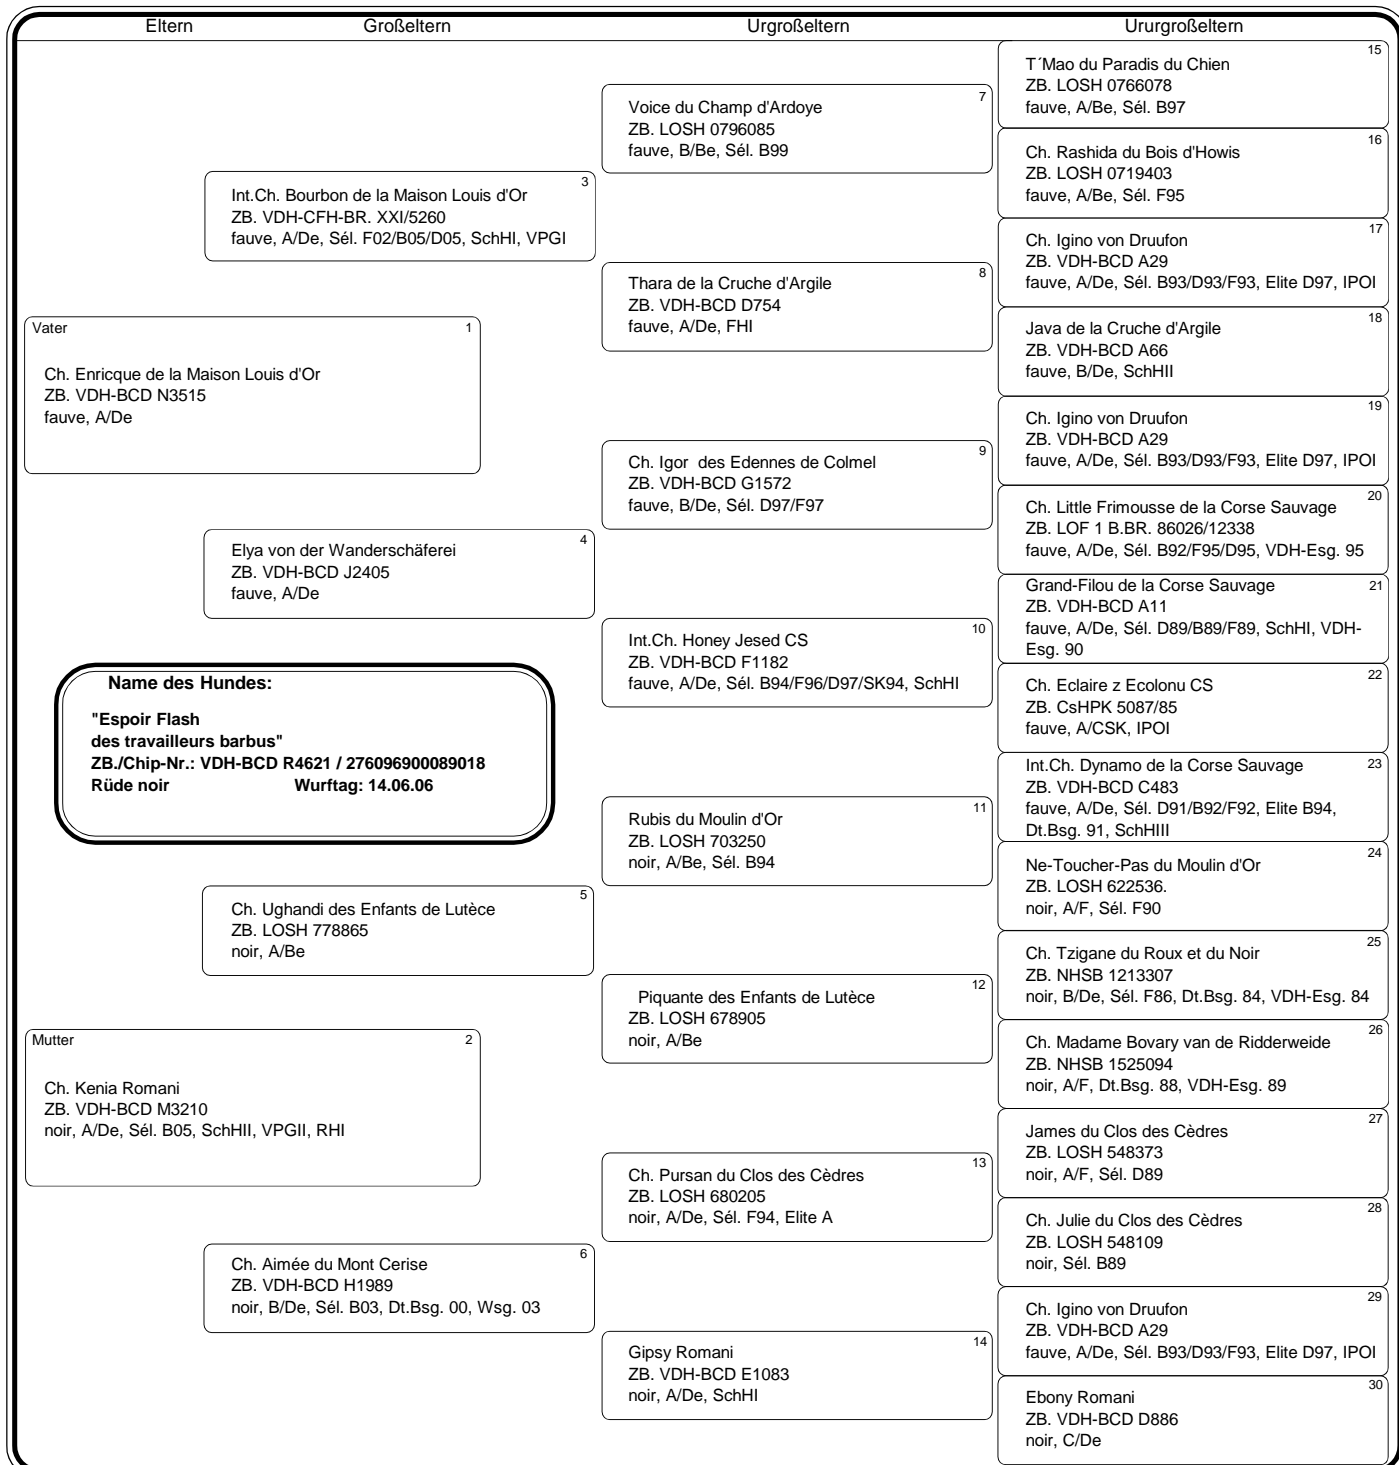 Eltern Großeltern Urgroßeltern Ururgroßeltern
15
T´Mao du Paradis du Chien
ZB. LOSH 0766078
fauve, A/Be, Sél. B97
7
Voice du Champ d'Ardoye
ZB. LOSH 0796085
fauve, B/Be, Sél. B99
16
Ch. Rashida du Bois d'Howis
ZB. LOSH 0719403
fauve, A/Be, Sél. F95
3
Int.Ch. Bourbon de la Maison Louis d'Or
ZB. VDH-CFH-BR. XXI/5260
fauve, A/De, Sél. F02/B05/D05, SchHI, VPGI
17
Ch. Igino von Druufon
ZB. VDH-BCD A29
fauve, A/De, Sél. B93/D93/F93, Elite D97, IPOI
8
Thara de la Cruche d'Argile
ZB. VDH-BCD D754
fauve, A/De, FHI
18
Java de la Cruche d'Argile
ZB. VDH-BCD A66
fauve, B/De, SchHII
Vater 1
Ch. Enricque de la Maison Louis d'Or
ZB. VDH-BCD N3515
fauve, A/De
19
Ch. Igino von Druufon
ZB. VDH-BCD A29
fauve, A/De, Sél. B93/D93/F93, Elite D97, IPOI
9
Ch. Igor des Edennes de Colmel
ZB. VDH-BCD G1572
fauve, B/De, Sél. D97/F97
20
Ch. Little Frimousse de la Corse Sauvage
ZB. LOF 1 B.BR. 86026/12338
fauve, A/De, Sél. B92/F95/D95, VDH-Esg. 95
4
Elya von der Wanderschäferei
ZB. VDH-BCD J2405
fauve, A/De
21
Grand-Filou de la Corse Sauvage
ZB. VDH-BCD A11
fauve, A/De, Sél. D89/B89/F89, SchHI, VDH-
Esg. 90
10
Int.Ch. Honey Jesed CS
ZB. VDH-BCD F1182
fauve, A/De, Sél. B94/F96/D97/SK94, SchHI
22
Ch. Eclaire z Ecolonu CS
ZB. CsHPK 5087/85
fauve, A/CSK, IPOI
Name des Hundes:
"Espoir Flash
des travailleurs barbus"
ZB./Chip-Nr.: VDH-BCD R4621 / 276096900089018
Rüde noir Wurftag: 14.06.06
23
Int.Ch. Dynamo de la Corse Sauvage
ZB. VDH-BCD C483
fauve, A/De, Sél. D91/B92/F92, Elite B94,
Dt.Bsg. 91, SchHIII
11
Rubis du Moulin d'Or
ZB. LOSH 703250
noir, A/Be, Sél. B94
24
Ne-Toucher-Pas du Moulin d'Or
ZB. LOSH 622536.
noir, A/F, Sél. F90
5
Ch. Ughandi des Enfants de Lutèce
ZB. LOSH 778865
noir, A/Be
25
Ch. Tzigane du Roux et du Noir
ZB. NHSB 1213307
noir, B/De, Sél. F86, Dt.Bsg. 84, VDH-Esg. 84
12
Piquante des Enfants de Lutèce
ZB. LOSH 678905
noir, A/Be
26
Ch. Madame Bovary van de Ridderweide
ZB. NHSB 1525094
noir, A/F, Dt.Bsg. 88, VDH-Esg. 89
Mutter 2
Ch. Kenia Romani
ZB. VDH-BCD M3210
noir, A/De, Sél. B05, SchHII, VPGII, RHI
27
James du Clos des Cèdres
ZB. LOSH 548373
noir, A/F, Sél. D89
13
Ch. Pursan du Clos des Cèdres
ZB. LOSH 680205
noir, A/De, Sél. F94, Elite A
28
Ch. Julie du Clos des Cèdres
ZB. LOSH 548109
noir, Sél. B89
6
Ch. Aimée du Mont Cerise
ZB. VDH-BCD H1989
noir, B/De, Sél. B03, Dt.Bsg. 00, Wsg. 03
29
Ch. Igino von Druufon
ZB. VDH-BCD A29
fauve, A/De, Sél. B93/D93/F93, Elite D97, IPOI
14
Gipsy Romani
ZB. VDH-BCD E1083
noir, A/De, SchHI
30
Ebony Romani
ZB. VDH-BCD D886
noir, C/De